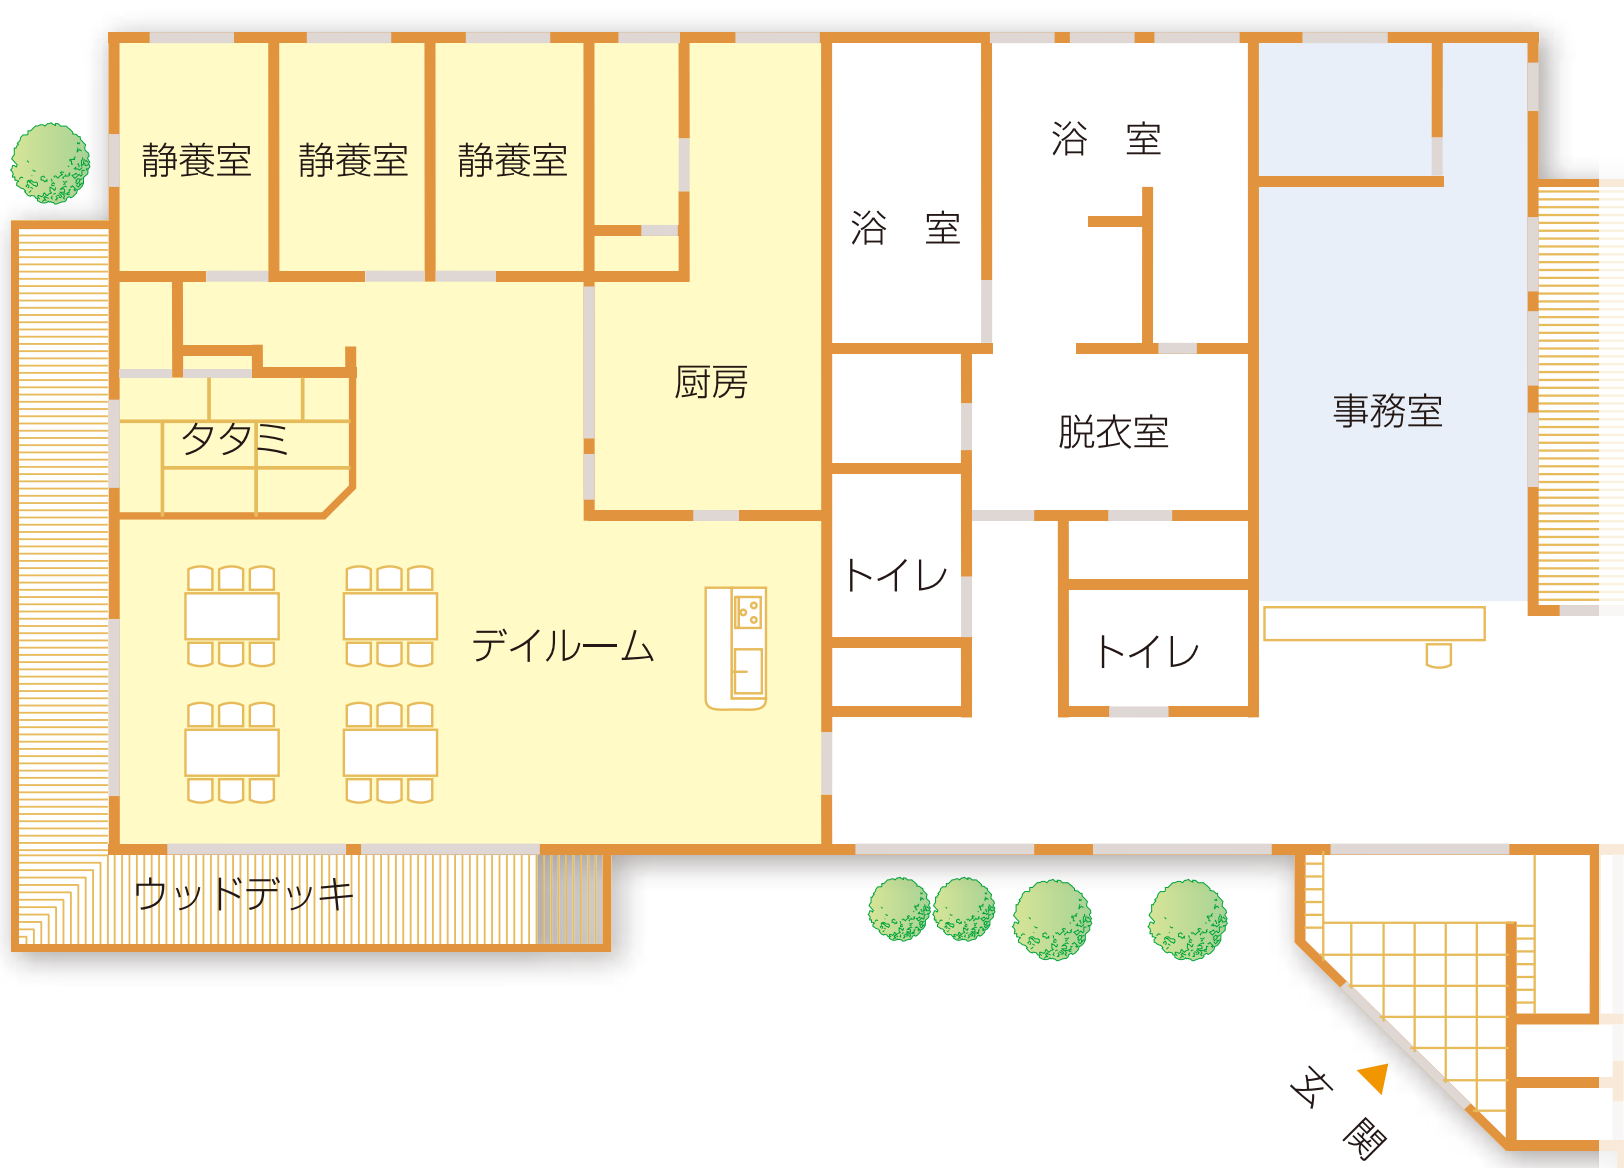 静養室
静養室
静養室
浴　室
浴　室
厨房
事務室
脱衣室
タタミ
トイレ
デイルーム
トイレ
ウッドデッキ
玄　関